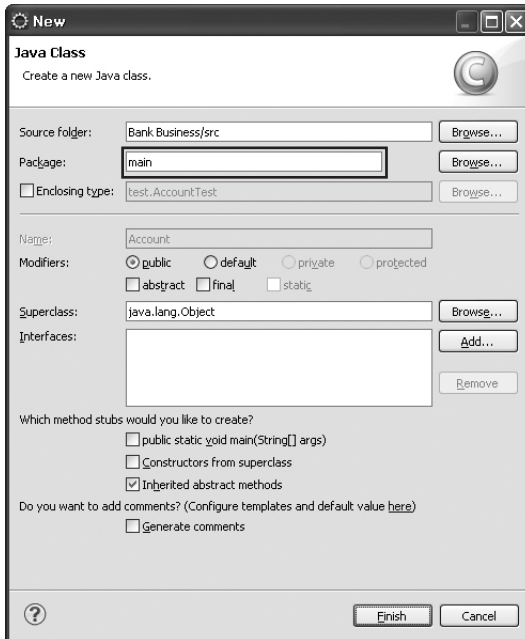 New
Java Class
Create a new Java class.
C
Source folder: Bank Business/src Browse...
Package: main Browse...
Enclosing type: test.AccountTest Browse...
Name: Account
Modifiers: public default private protected
abstract final static
Superclass: java.lang.Object Browse...
Interfaces: Add...
Remove
Which method stubs would you like to create?
public static void main(String[] args)
Constructors from superclass
Inherited abstract methods
Do you want to add comments? (Configure templates and default value here)
Generate comments
? Finish Cancel